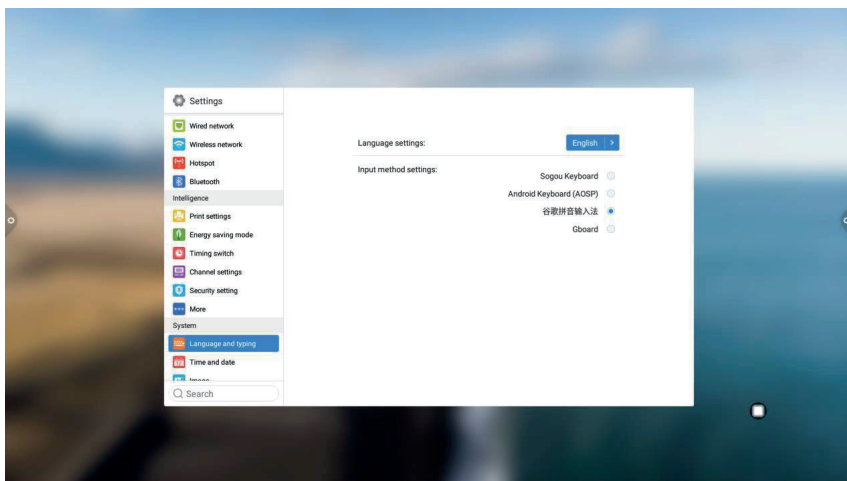 Settings
Wired network
Wireless network
Hotspot
Bluetooth
Intelligence
Print settings
Energy saving mode
Timing switch
Channel settings
Security setting
More
System
Language and typing
Time and date
Image
Search
Language settings:
English >
Input method settings:
Sogou Keyboard
Android Keyboard (AOSP)
谷歌拼音输入法
Gboard